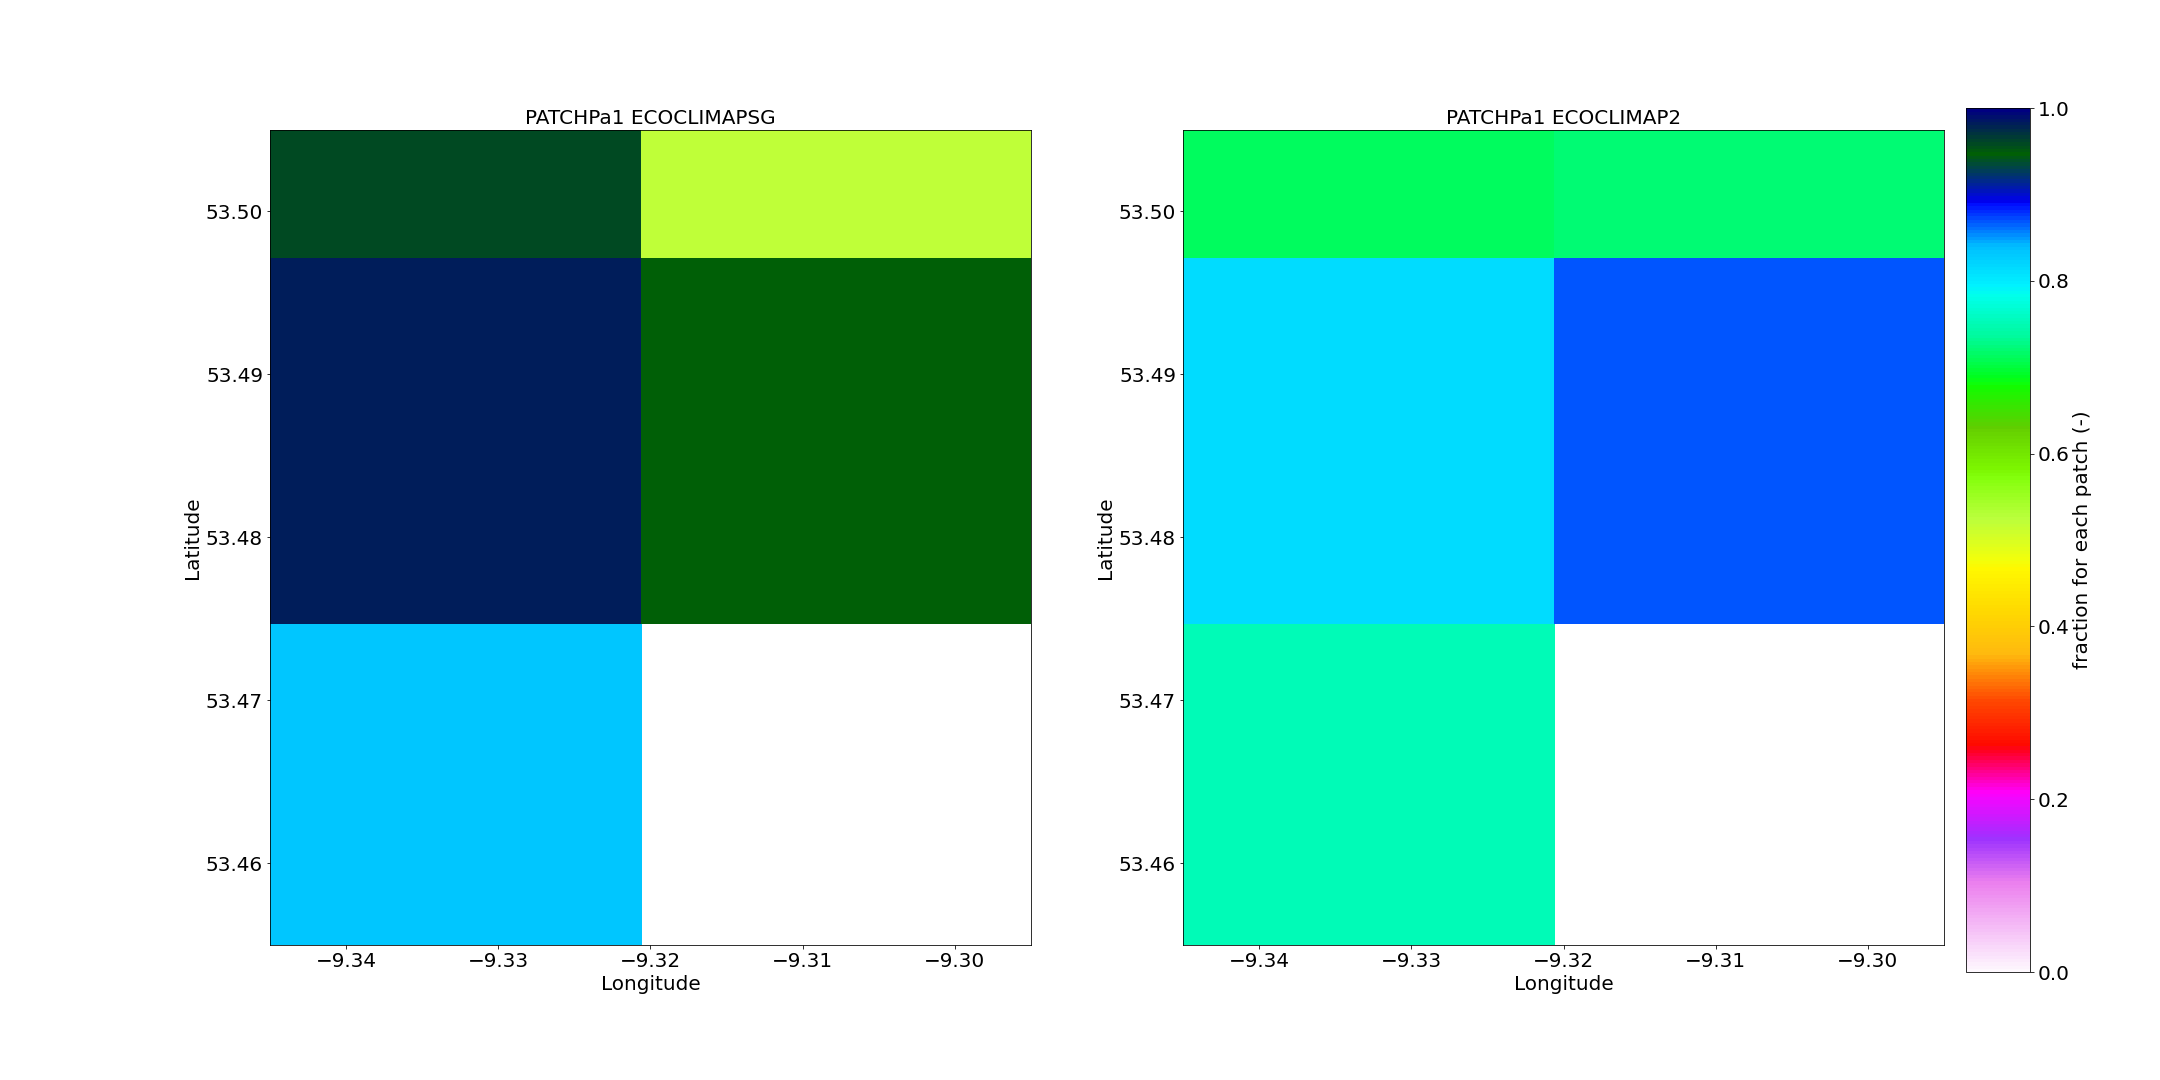 PATCHPa1 ECOCLIMAPSG
53.50
53.49
53.48
53.47
53.46
Latitude
−9.34 −9.33 −9.32 −9.31 −9.30
Longitude
PATCHPa1 ECOCLIMAP2
53.50
53.49
53.48
53.47
53.46
Latitude
−9.34 −9.33 −9.32 −9.31 −9.30
Longitude
1.0
0.8
0.6
0.4
0.2
0.0
fraction for each patch (-)